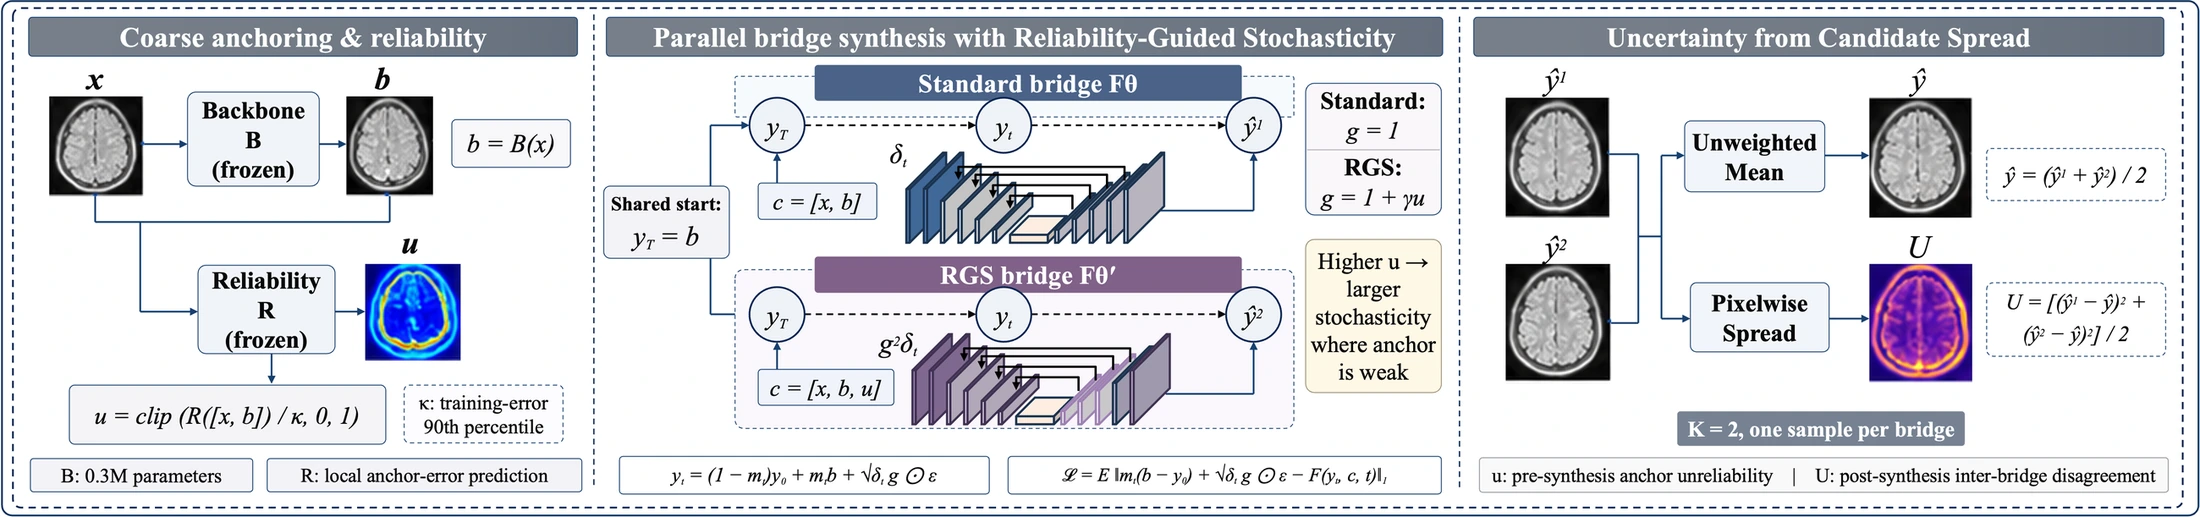 Coarse anchoring & reliability
x
b
Backbone
B
(frozen)
b = B(x)
u
Reliability
R
(frozen)
u = clip (R([x, b]) / κ, 0, 1)
κ: training-error
90th percentile
B: 0.3M parameters
R: local anchor-error prediction
Parallel bridge synthesis with Reliability-Guided Stochasticity
Standard bridge Fθ
y_T
y_t
ŷ¹
δ_t
c = [x, b]
Shared start:
y_T = b
Standard:
g = 1
RGS:
g = 1 + γu
RGS bridge Fθ′
y_T
y_t
ŷ²
g²δ_t
c = [x, b, u]
Higher u →
larger
stochasticity
where anchor
is weak
y_t = (1 − m_t)y_0 + m_t b + √δ_t g ⊙ ε
ℒ = E ‖m_t(b − y_0) + √δ_t g ⊙ ε − F(y_t, c, t)‖_1
Uncertainty from Candidate Spread
ŷ¹
ŷ
Unweighted
Mean
ŷ = (ŷ¹ + ŷ²) / 2
ŷ²
U
Pixelwise
Spread
U = [(ŷ¹ − ŷ)² +
(ŷ² − ŷ)²] / 2
K = 2, one sample per bridge
u: pre-synthesis anchor unreliability | U: post-synthesis inter-bridge disagreement